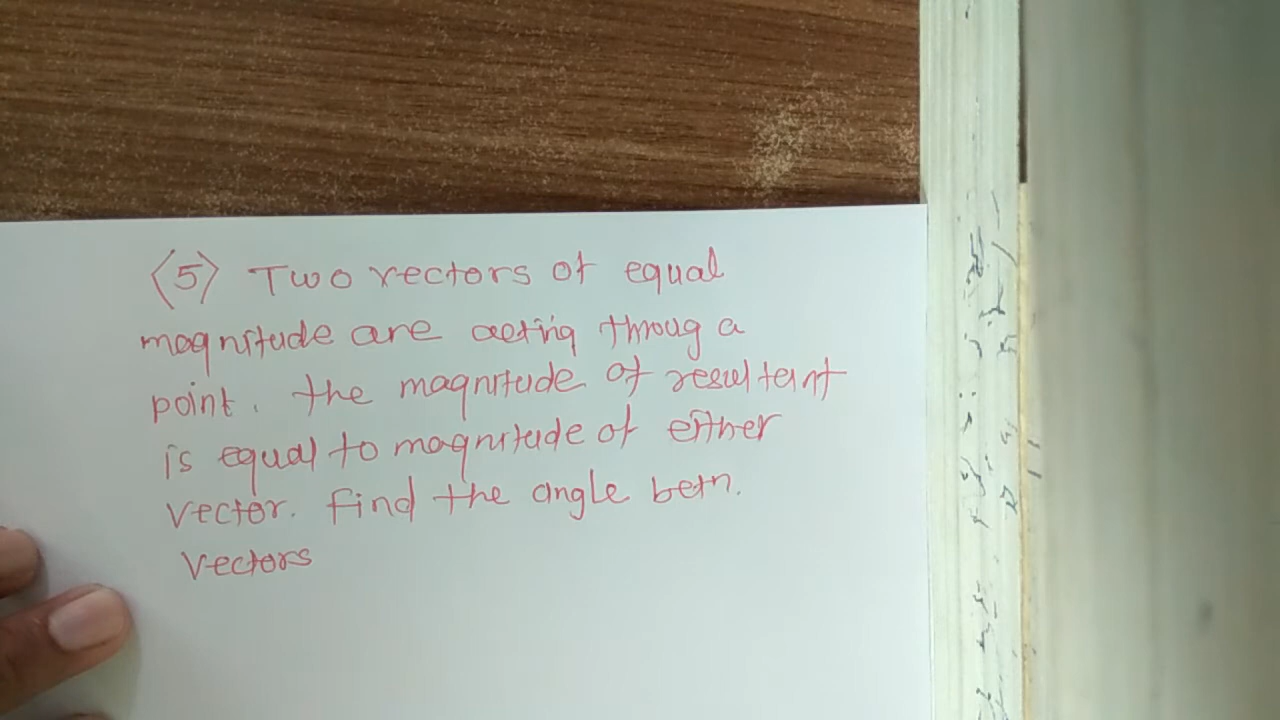 (5) Two vectors of equal
magnitude are acting throug a
point. the magnitude of resultant
is equal to magnitude of either
vector. find the angle betn.
vectors